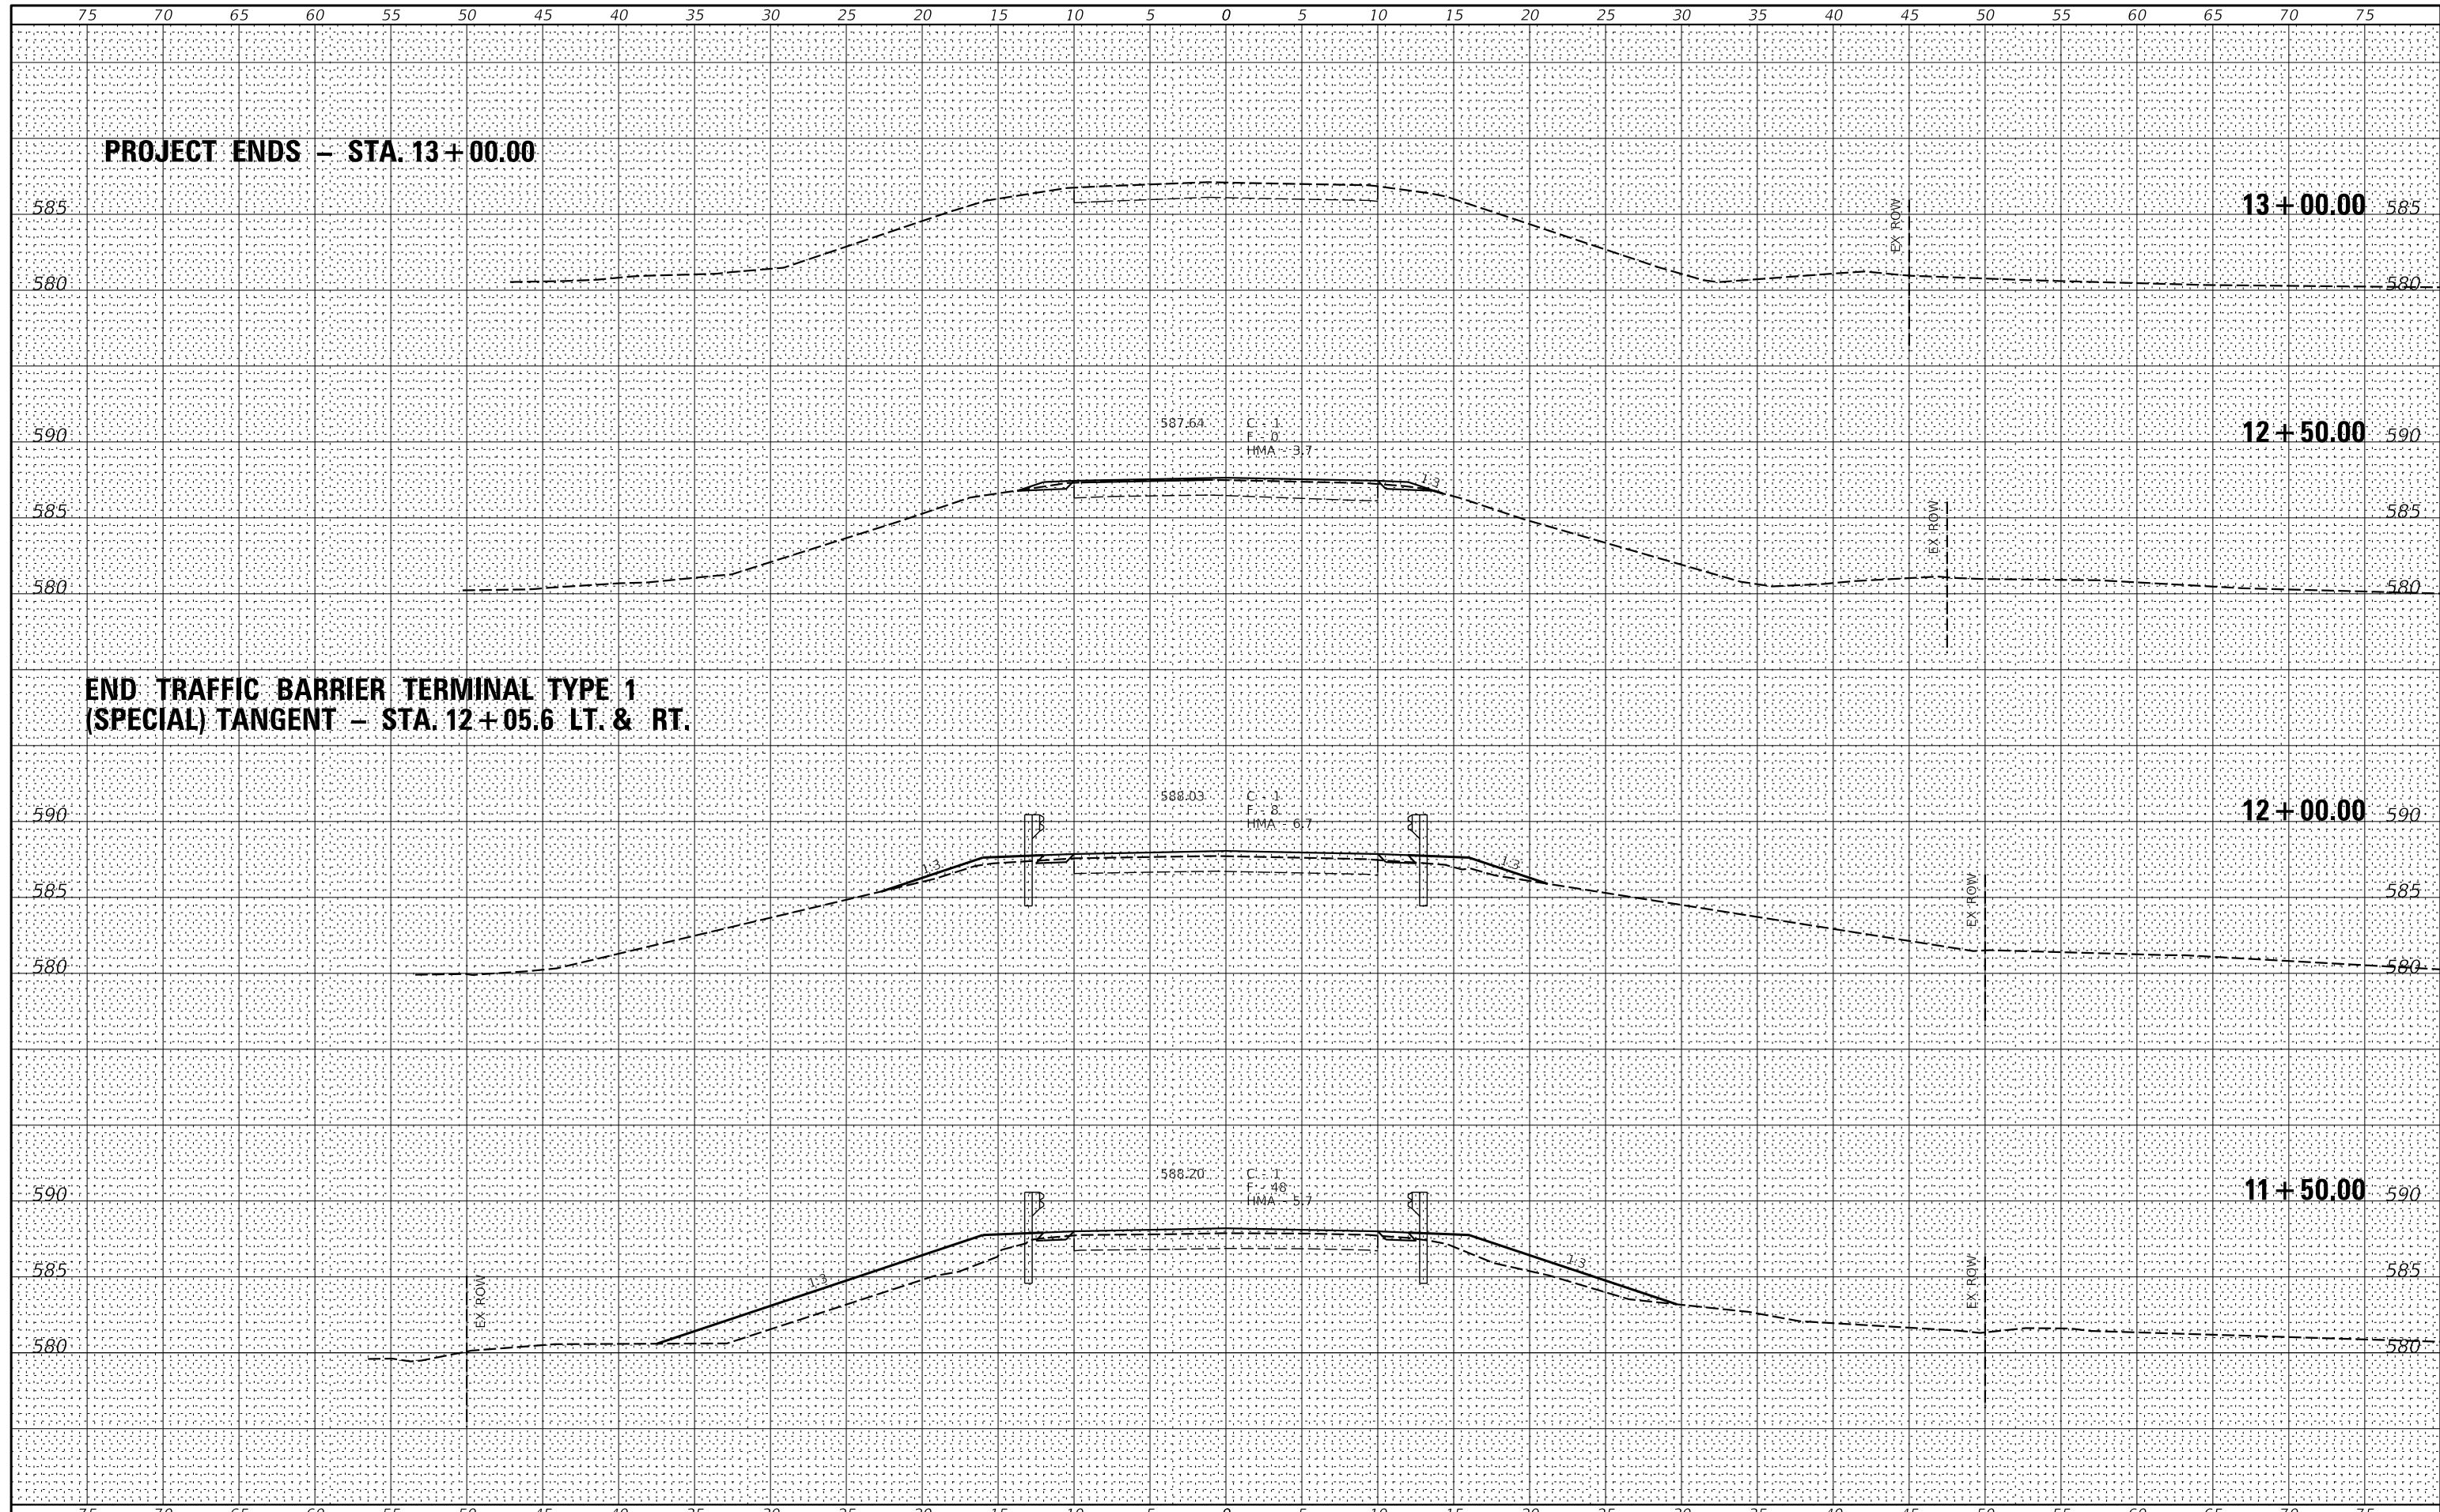 75 70 65 60 55 50 45 40 35 30 25 20 15 10 5 0 5 10 15 20 25 30 35 40 45 50 55 60 65 70 75
PROJECT ENDS – STA. 13+00.00
13+00.00
585 585
EX ROW
580 580
587.64 C - 1
F - 0
HMA - 3.7
590 12+50.00 590
1:3
585 585
EX ROW
580 580
END TRAFFIC BARRIER TERMINAL TYPE 1
(SPECIAL) TANGENT – STA. 12+05.6 LT. & RT.
588.03 C - 1
F - 8
HMA - 6.7
590 12+00.00 590
1:3 1:3
585 585
EX ROW
580 580
588.20 C - 1
F - 48
HMA - 5.7
590 11+50.00 590
1:3 1:3
585 585
EX ROW EX ROW
580 580
75 70 65 60 55 50 45 40 35 30 25 20 15 10 5 0 5 10 15 20 25 30 35 40 45 50 55 60 65 70 75